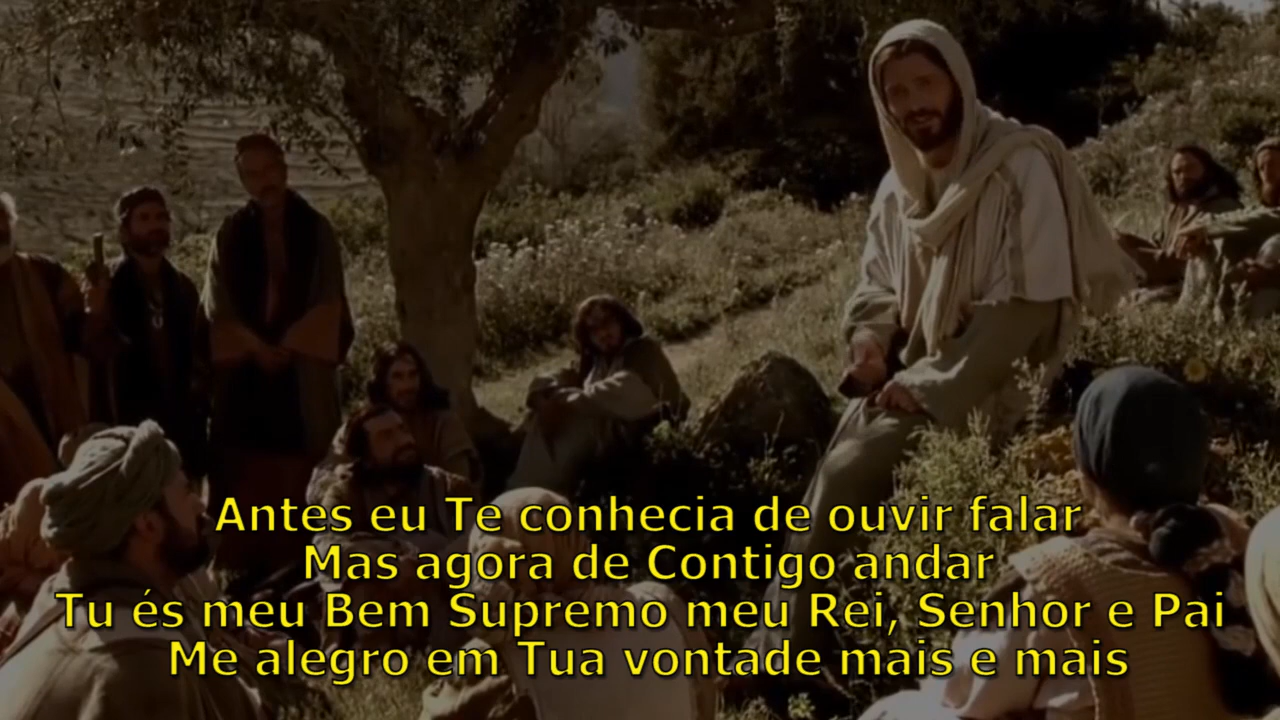 Antes eu Te conhecia de ouvir falar
Mas agora de Contigo andar
Tu és meu Bem Supremo meu Rei, Senhor e Pai
Me alegro em Tua vontade mais e mais